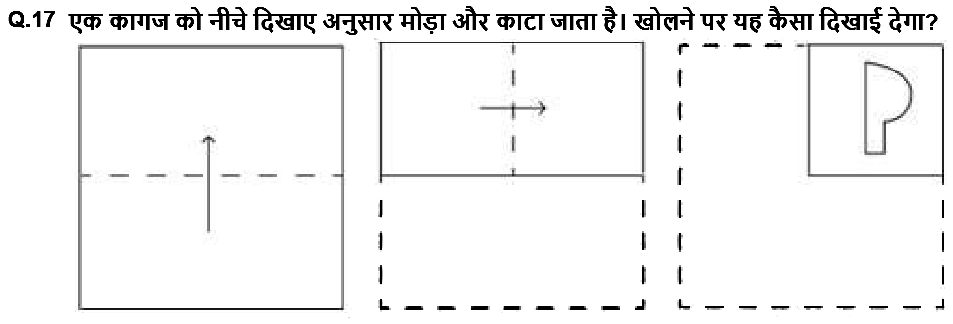 Q.17 एक कागज को नीचे दिखाए अनुसार मोड़ा और काटा जाता है। खोलने पर यह कैसा दिखाई देगा?